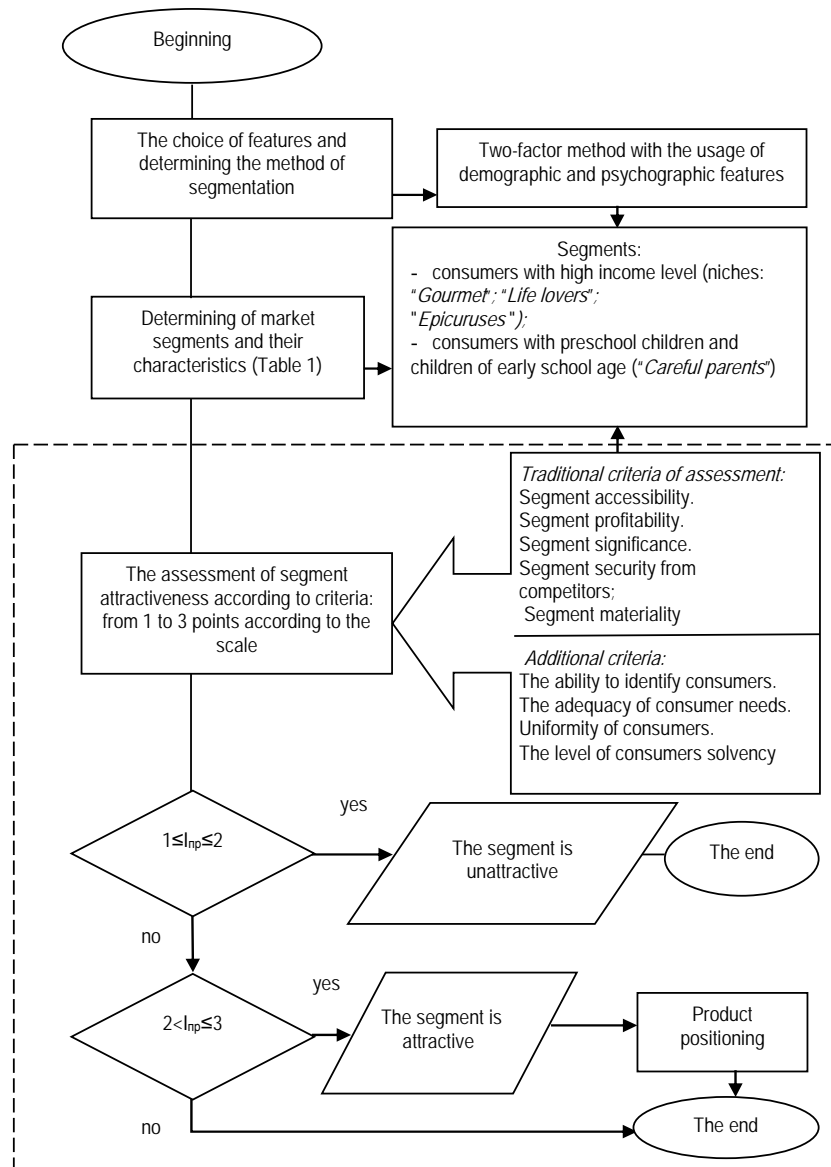 Beginning
The choice of features and
determining the method of
segmentation
Two-factor method with the usage of
demographic and psychographic features
Segments:
- consumers with high income level (niches:
"Gourmet"; "Life lovers";
"Epicuruses");
- consumers with preschool children and
children of early school age ("Careful parents")
Determining of market
segments and their
characteristics (Table 1)
Traditional criteria of assessment:
Segment accessibility.
Segment profitability.
Segment significance.
Segment security from
competitors;
Segment materiality
The assessment of segment
attractiveness according to criteria:
from 1 to 3 points according to the
scale
Additional criteria:
The ability to identify consumers.
The adequacy of consumer needs.
Uniformity of consumers.
The level of consumers solvency
1≤Iпр≤2
yes
The segment is
unattractive
The end
no
2<Iпр≤3
yes
The segment is
attractive
Product
positioning
no
The end